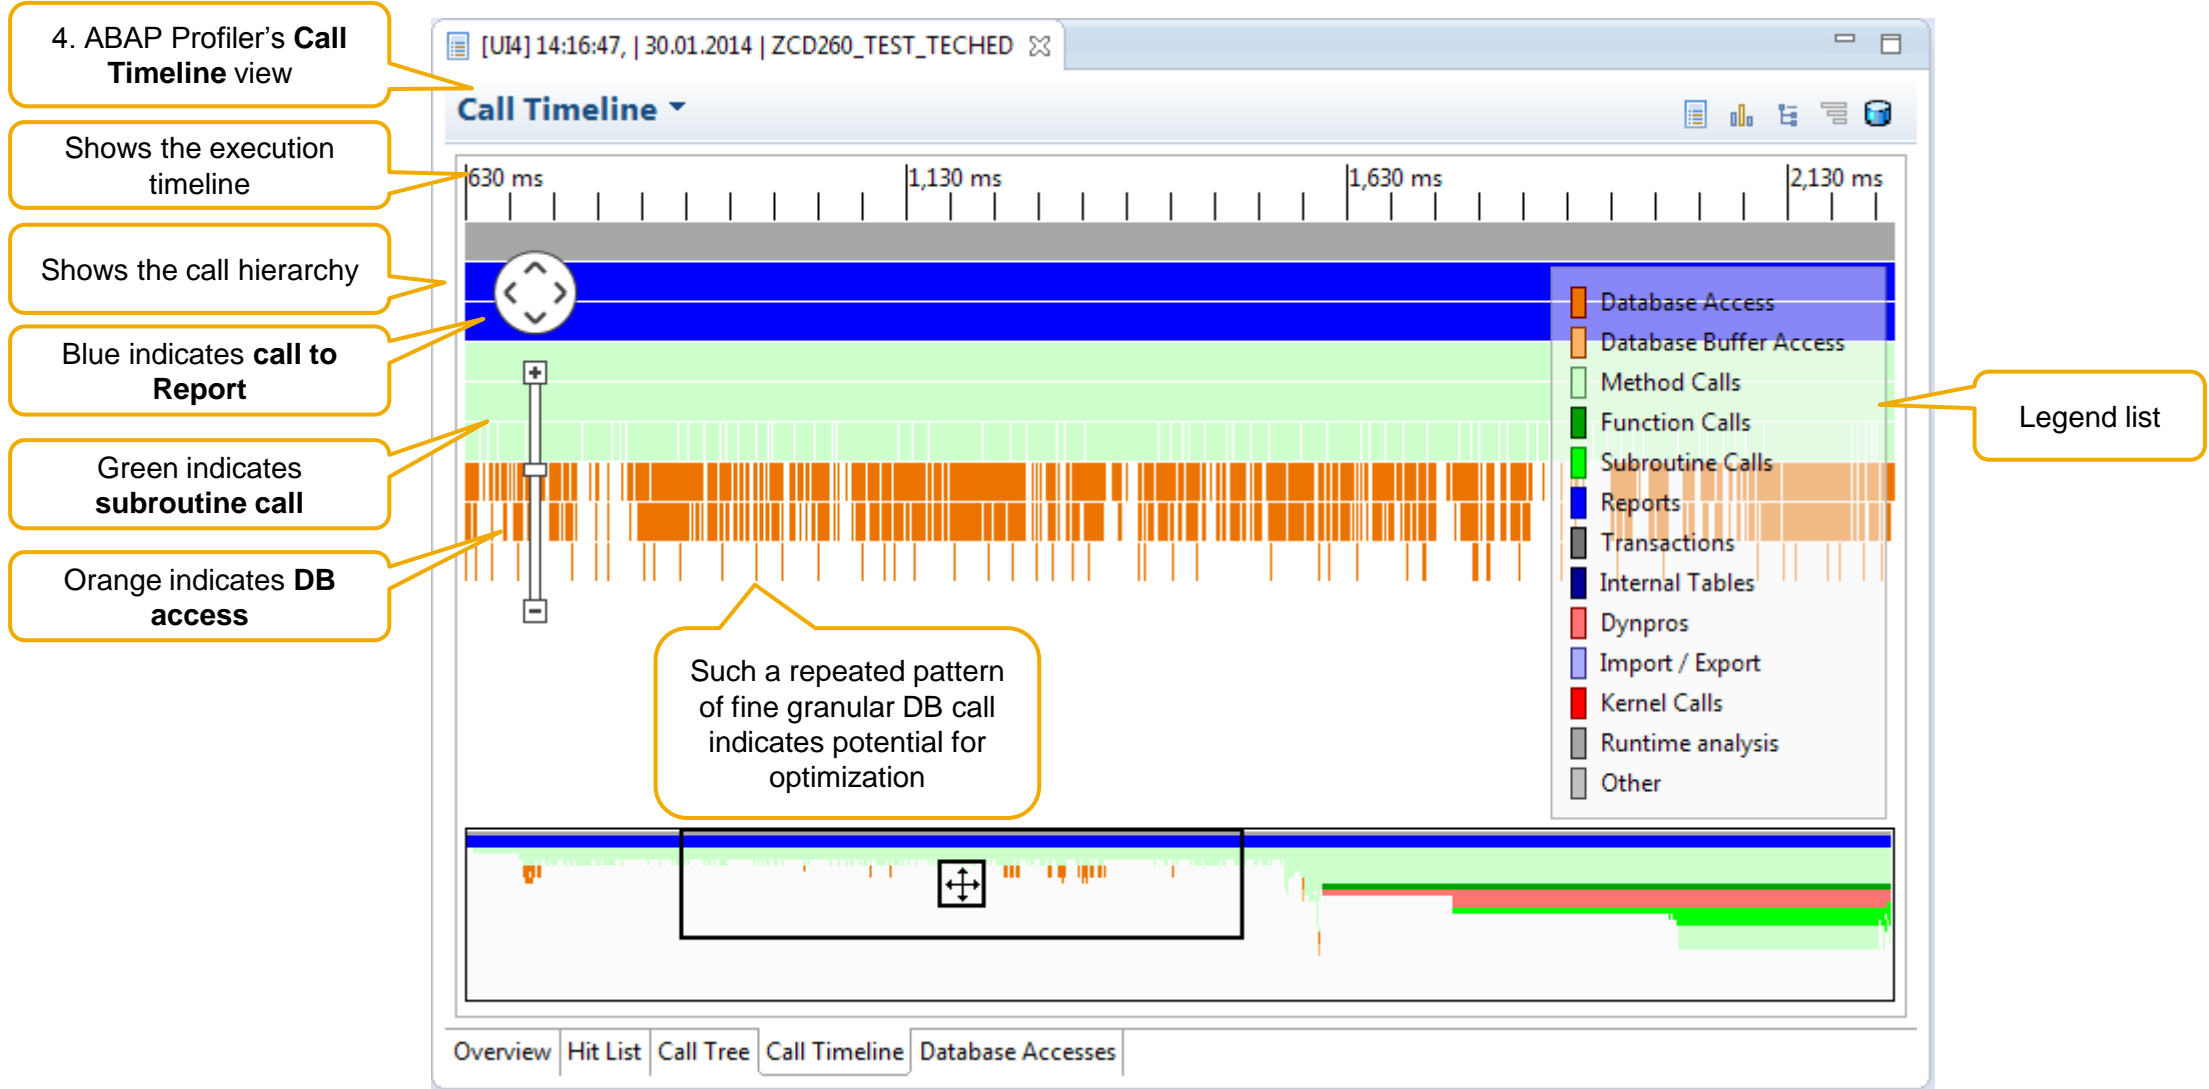 4. ABAP Profiler’s Call
Timeline view
Shows the execution
timeline
Shows the call hierarchy
Blue indicates call to
Report
Green indicates
subroutine call
Orange indicates DB
access
[UI4] 14:16:47, | 30.01.2014 | ZCD260_TEST_TECHED
Call Timeline
630 ms
1,130 ms
1,630 ms
2,130 ms
Database Access
Database Buffer Access
Method Calls
Function Calls
Subroutine Calls
Reports
Transactions
Internal Tables
Dynpros
Import / Export
Kernel Calls
Runtime analysis
Other
Legend list
Such a repeated pattern
of fine granular DB call
indicates potential for
optimization
Overview
Hit List
Call Tree
Call Timeline
Database Accesses